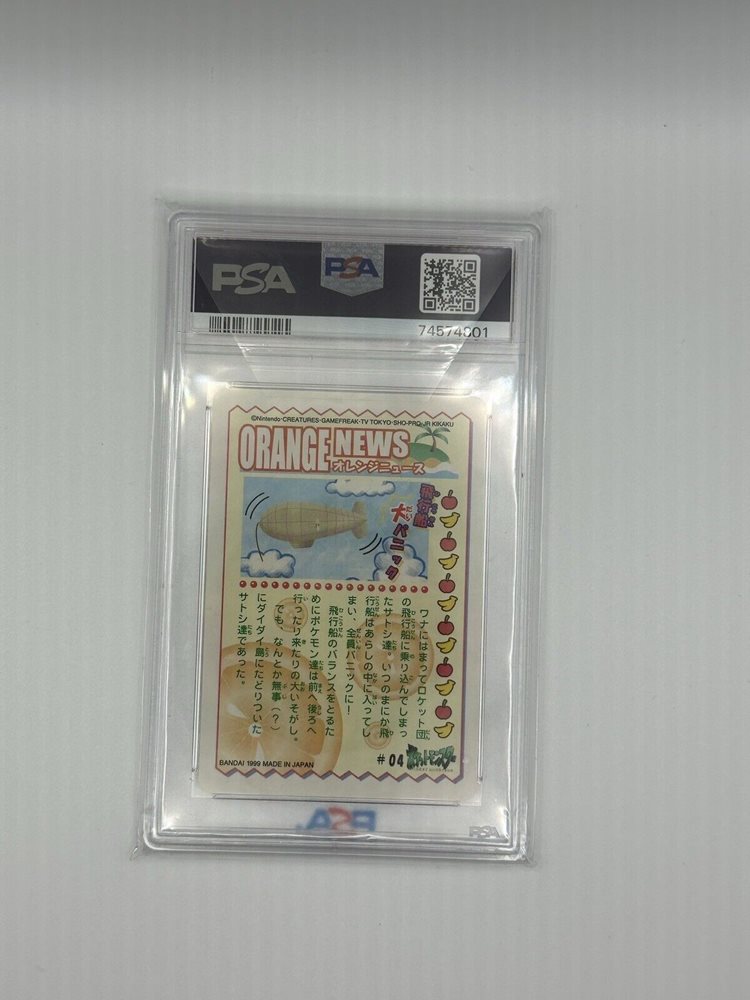 PSA
PSA
74574801
©Nintendo·CREATURES·GAMEFREAK·TV TOKYO·SHO-PRO·JR KIKAKU
ORANGE NEWS
オレンジニュース
飛行船
大パニック
ワナにはまってロケット団
の飛行船に乗り込んでしまっ
たサトシ達。いつのまにか飛
行船はあらしの中に入ってし
まい、全員パニックに！
飛行船のバランスをとるた
めにポケモン達は前へ後ろへ
行ったり来たりの大いそがし。
でも、なんとか無事（？）
にダイダイ島にたどりついた
サトシ達であった。
BANDAI 1999 MADE IN JAPAN
#04
ポケットモンスター
PSA
PSA